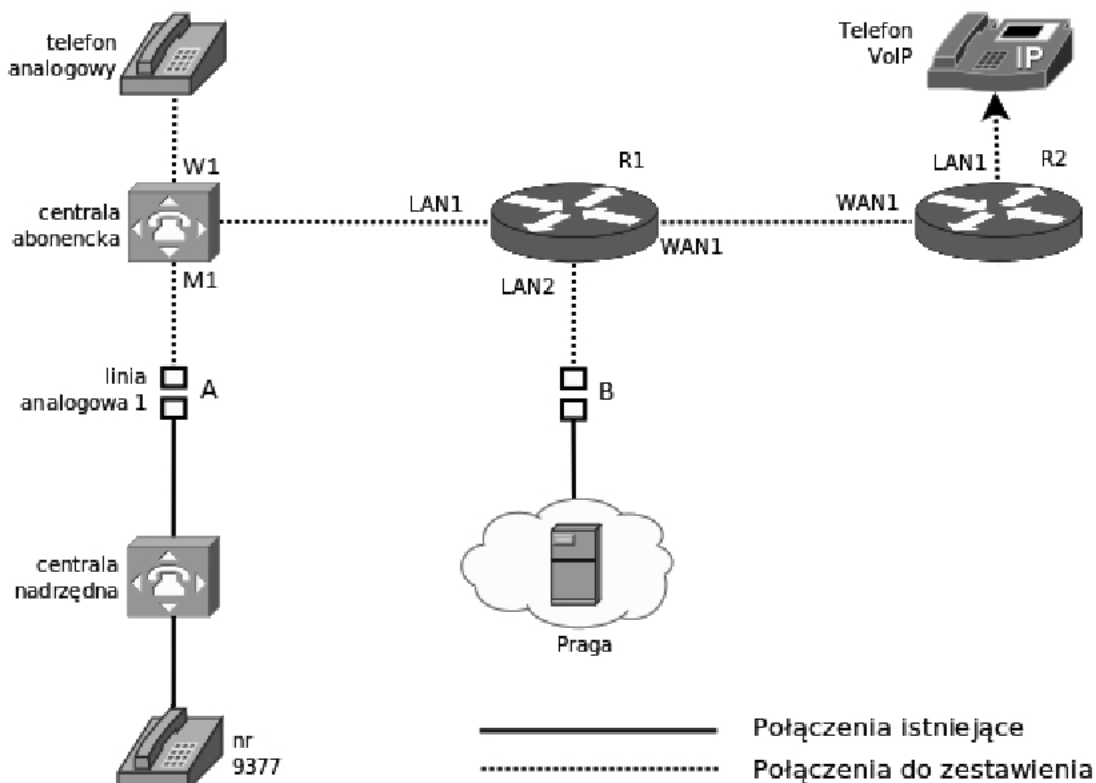 telefon
analogowy
Telefon
VoIP
IP
W1
R1
LAN1
R2
centrala
abonencka
LAN1
WAN1
WAN1
M1
LAN2
linia
analogowa 1
A
B
centrala
nadrzędna
Praga
nr
9377
Połączenia istniejące
Połączenia do zestawienia